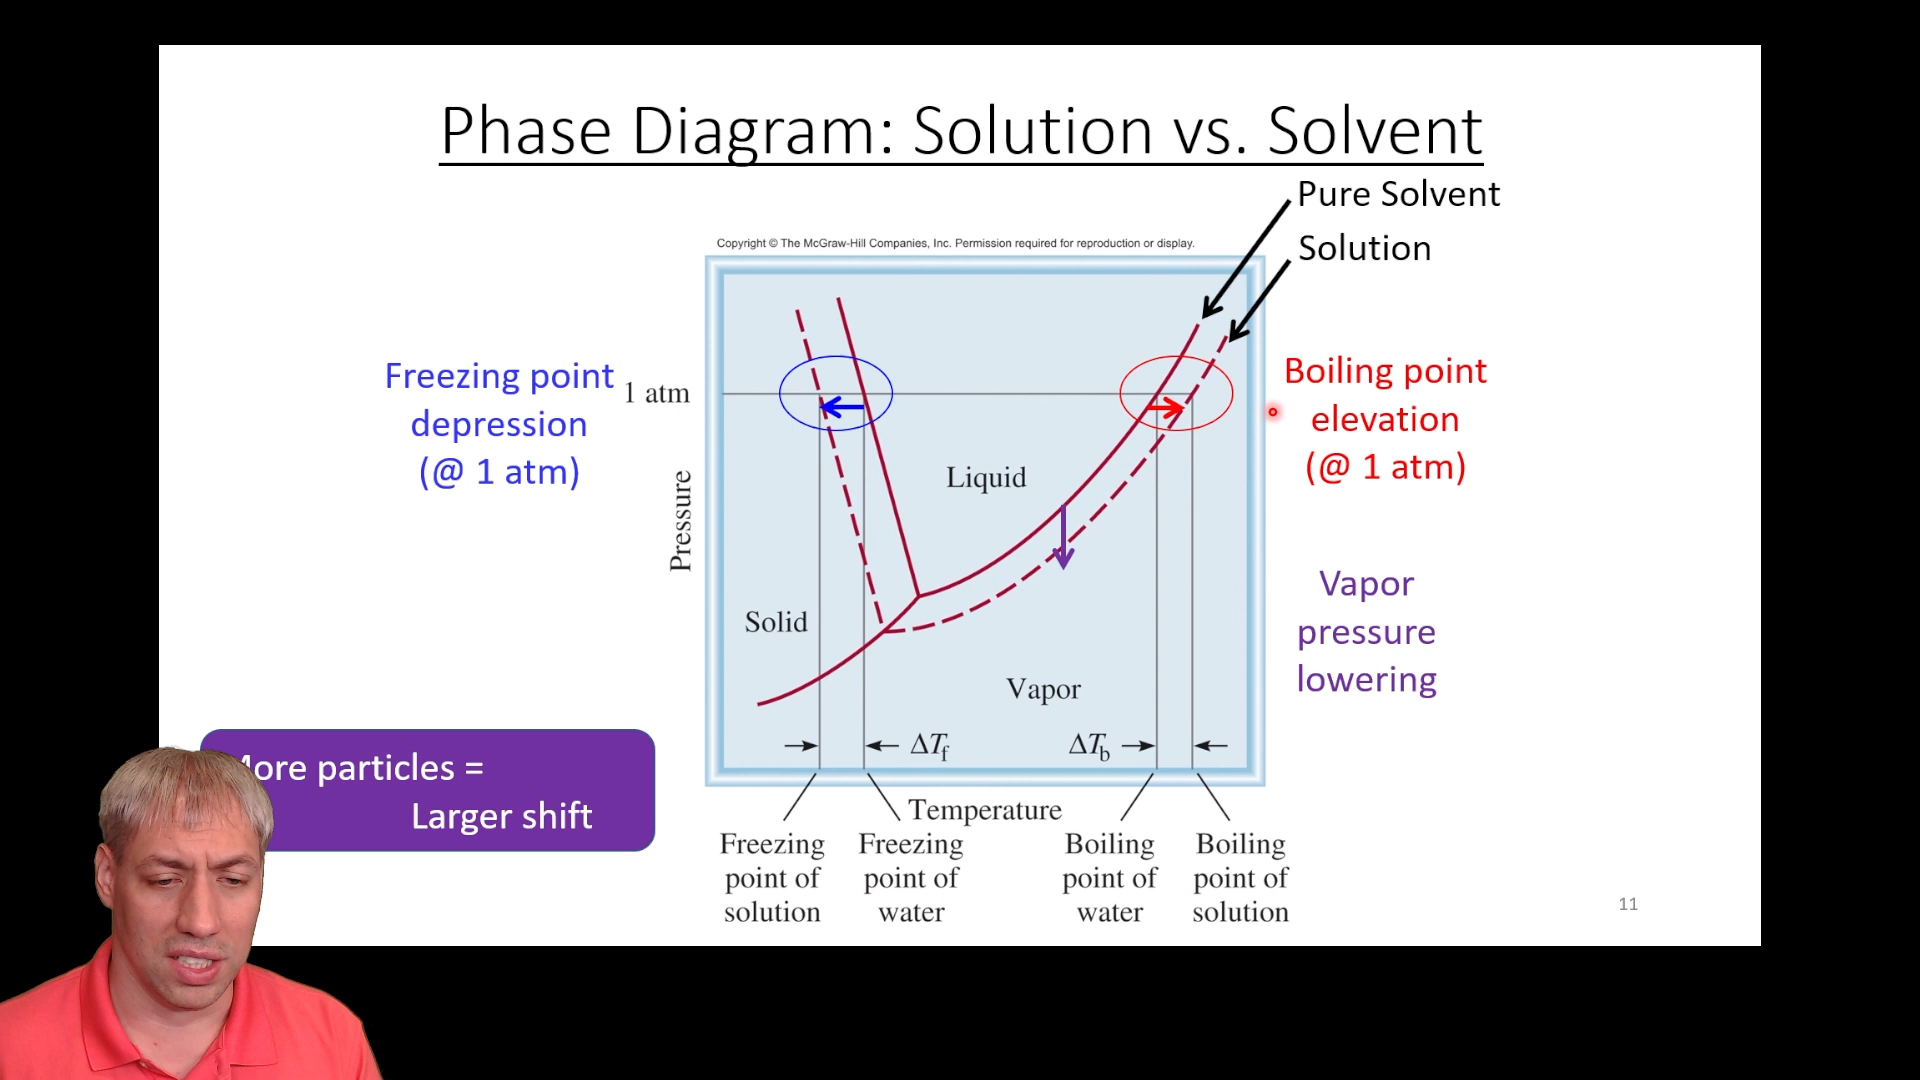 Phase Diagram: Solution vs. Solvent
Pure Solvent
Solution
Copyright © The McGraw-Hill Companies, Inc. Permission required for reproduction or display.
Freezing point
depression
(@ 1 atm)
1 atm
Boiling point
elevation
(@ 1 atm)
Liquid
Pressure
Solid
Vapor
Vapor
pressure
lowering
ΔTf
ΔTb
More particles =
Larger shift
Temperature
Freezing
point of
solution
Freezing
point of
water
Boiling
point of
water
Boiling
point of
solution
11